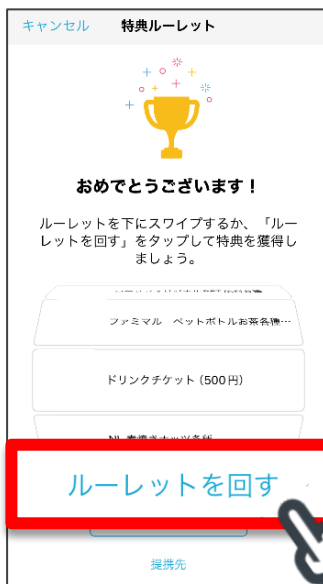 キャンセル 特典ルーレット
おめでとうございます！
ルーレットを下にスワイプするか、「ルー
レットを回す」をタップして特典を獲得し
ましょう。
ファミマル ペットボトルお茶各種…
ドリンクチケット（500円）
ルーレットを回す
提携先